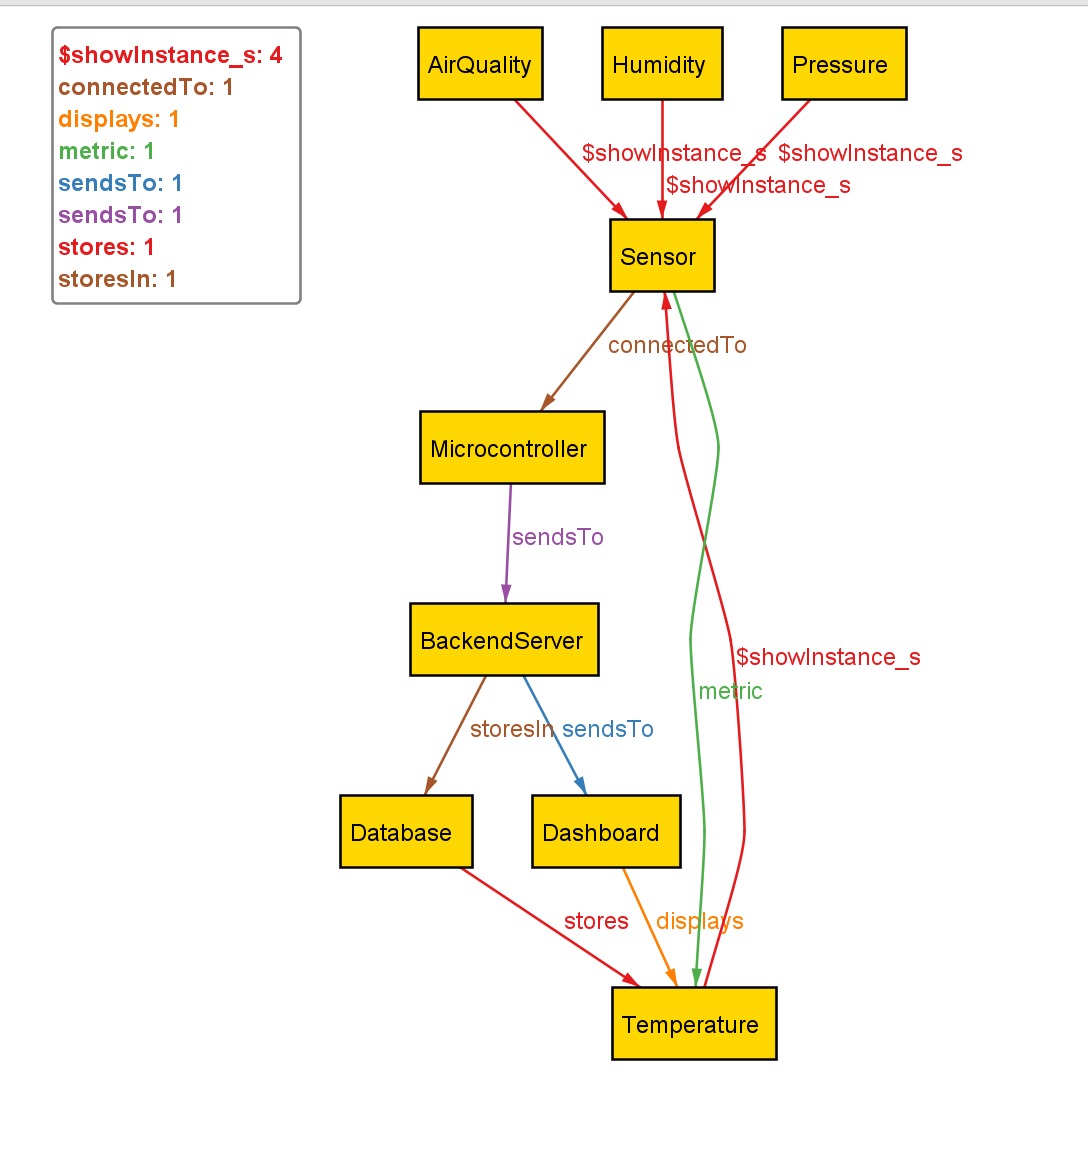 $showInstance_s: 4
connectedTo: 1
displays: 1
metric: 1
sendsTo: 1
sendsTo: 1
stores: 1
storesIn: 1
AirQuality
Humidity
Pressure
$showInstance_s
$showInstance_s
$showInstance_s
Sensor
connectedTo
Microcontroller
sendsTo
BackendServer
$showInstance_s
metric
storesIn
sendsTo
Database
Dashboard
stores
displays
Temperature